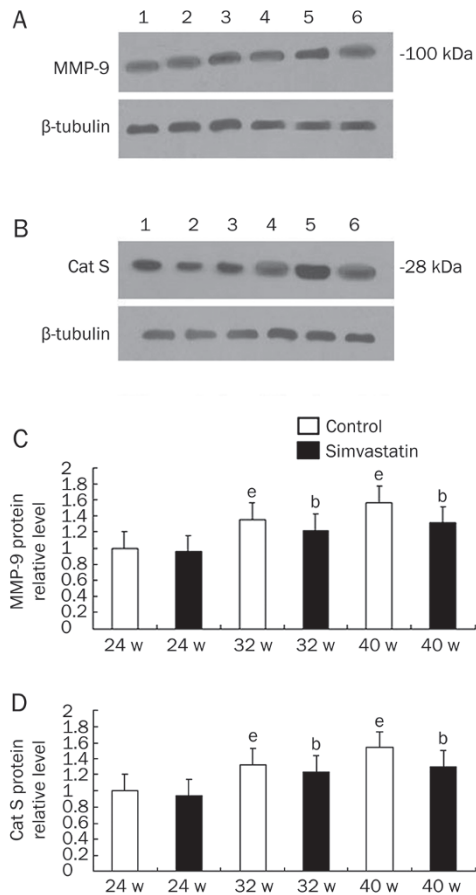 A
1 2 3 4 5 6
MMP-9
-100 kDa
β-tubulin
B
1 2 3 4 5 6
Cat S
-28 kDa
β-tubulin
C
Control
Simvastatin
MMP-9 protein
relative level
2
1.8
1.6
1.4
1.2
1
0.8
0.6
0.4
0.2
0
e b e b
24 w 24 w 32 w 32 w 40 w 40 w
D
Cat S protein
relative level
2
1.8
1.6
1.4
1.2
1
0.8
0.6
0.4
0.2
0
e b e b
24 w 24 w 32 w 32 w 40 w 40 w